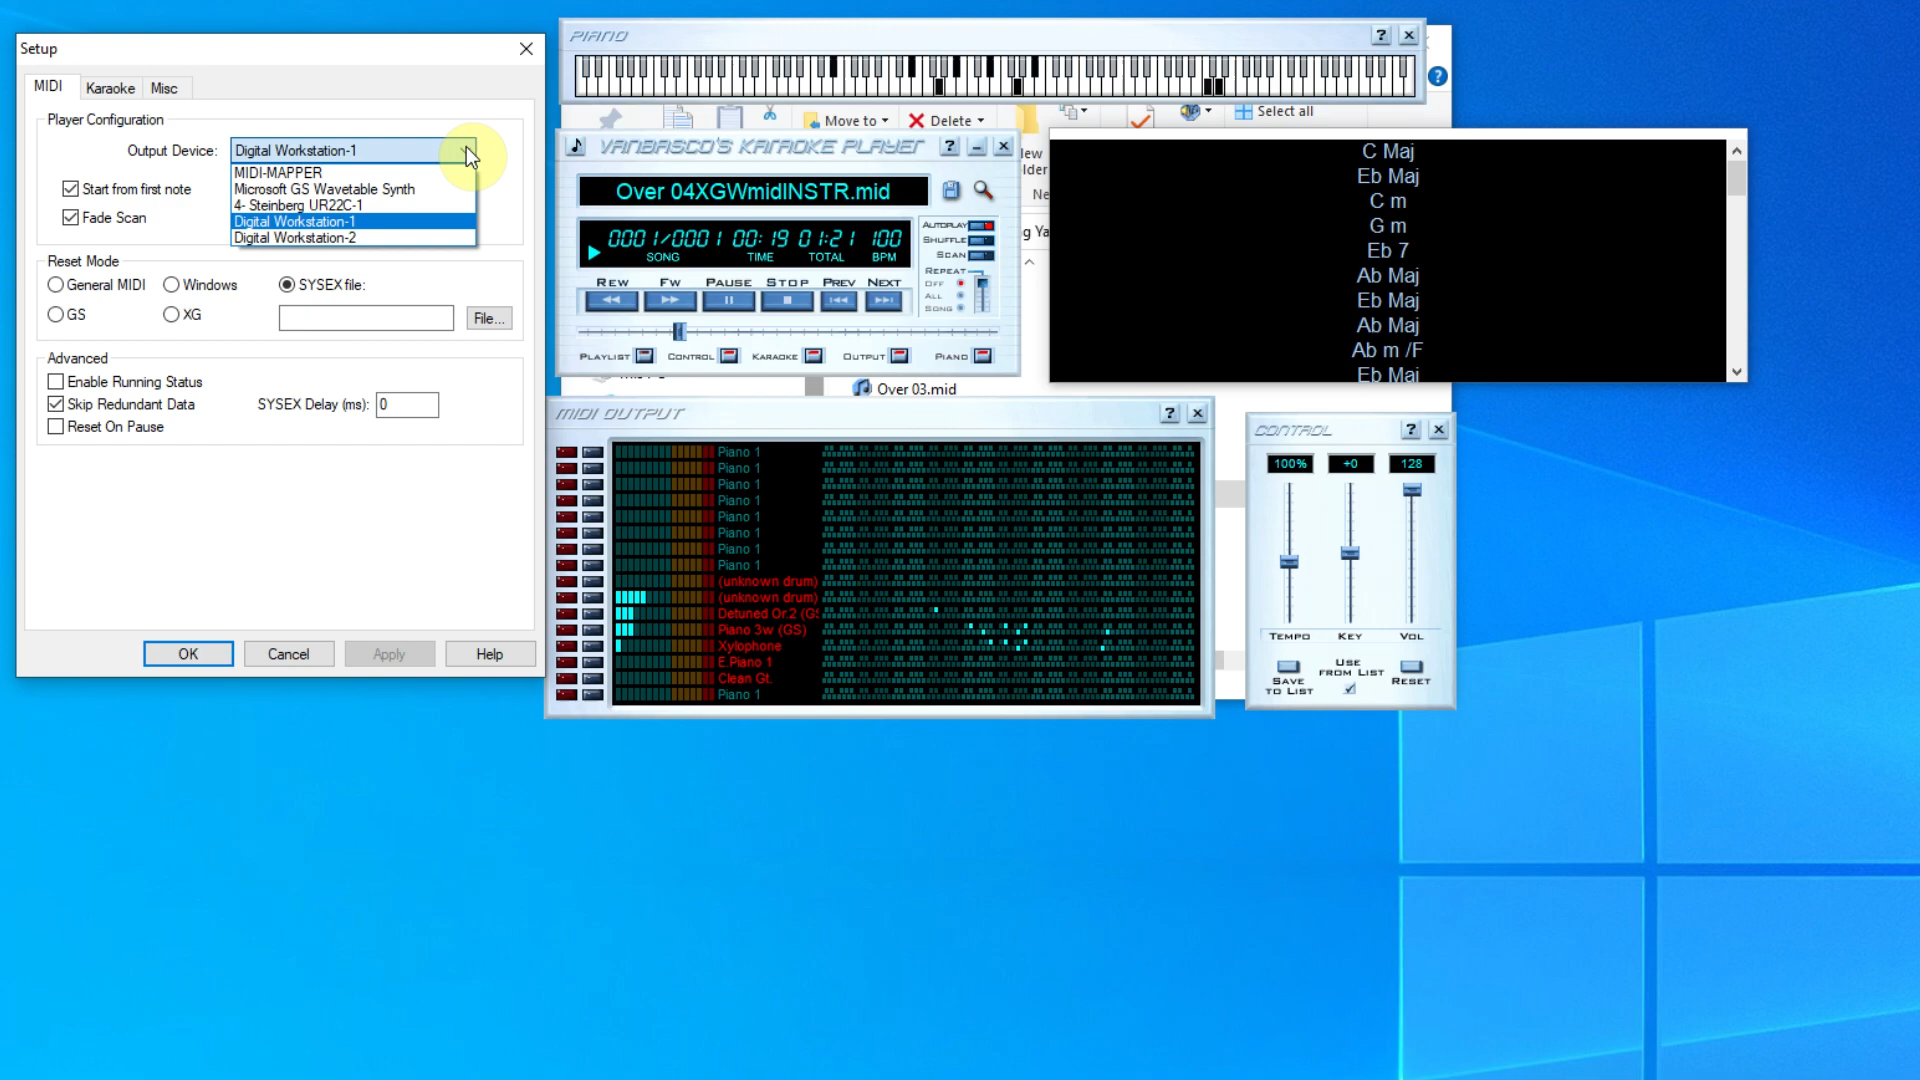 Setup
MIDI
Karaoke
Misc
Player Configuration
Output Device:
Digital Workstation-1
MIDI-MAPPER
Microsoft GS Wavetable Synth
4- Steinberg UR22C-1
Digital Workstation-1
Digital Workstation-2
Start from first note
Fade Scan
Reset Mode
General MIDI
Windows
SYSEX file:
GS
XG
File...
Advanced
Enable Running Status
Skip Redundant Data
SYSEX Delay (ms):
0
Reset On Pause
OK
Cancel
Apply
Help
PIANO
?
Move to
Delete
Select all
VANBASCO'S KARAOKE PLAYER
?
Over 04XGWmidINSTR.mid
0001/0001
00:19
01:21
100
SONG
TIME
TOTAL
BPM
AUTOPLAY
SHUFFLE
SCAN
REPEAT
OFF
ALL
SONG
REW
FW
PAUSE
STOP
PREV
NEXT
PLAYLIST
CONTROL
KARAOKE
OUTPUT
PIANO
C Maj
Eb Maj
C m
G m
Eb 7
Ab Maj
Eb Maj
Ab Maj
Ab m /F
Eb Maj
Over 03.mid
MIDI OUTPUT
?
Piano 1
Piano 1
Piano 1
Piano 1
Piano 1
Piano 1
Piano 1
Piano 1
(unknown drum)
(unknown drum)
Detuned Or.2 (GS
Piano 3w (GS)
Xylophone
E.Piano 1
Clean Gt.
Piano 1
CONTROL
?
100%
+0
128
TEMPO
KEY
VOL
SAVE TO LIST
USE FROM LIST
RESET